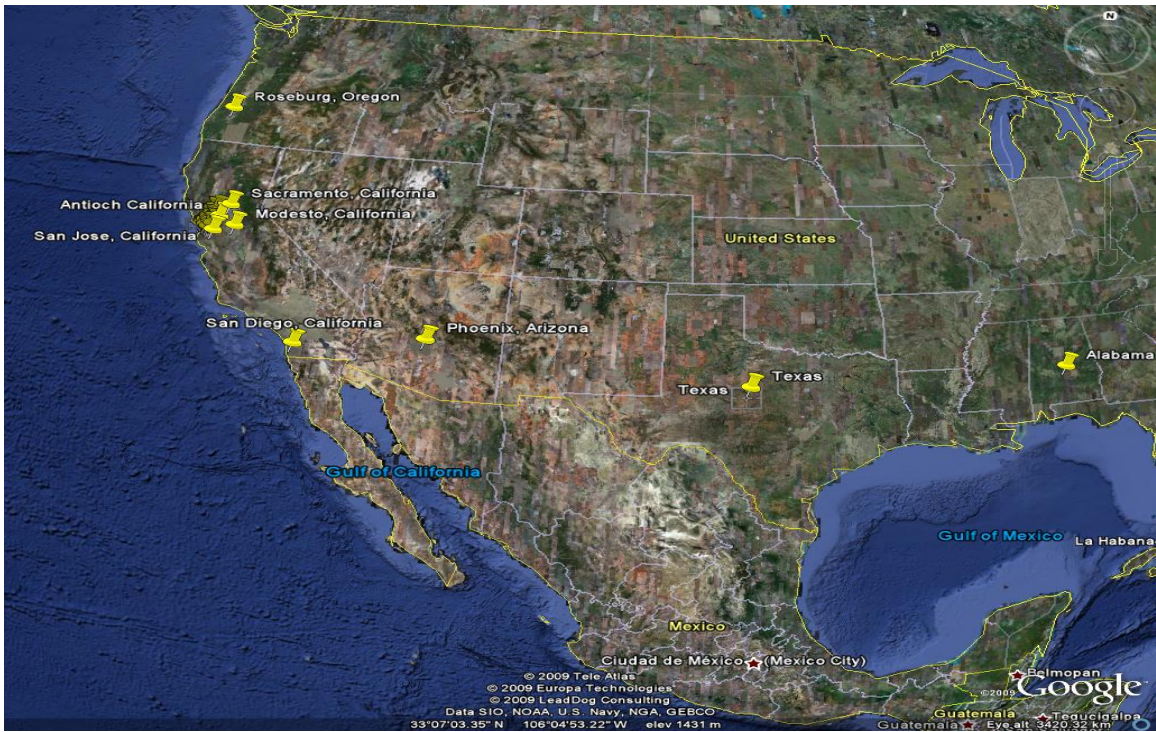 N
Roseburg, Oregon
Sacramento, California
Antioch California
Modesto, California
San Jose, California
United States
San Diego, California
Phoenix, Arizona
Alabama
Texas
Texas
Gulf of California
Gulf of Mexico
La Habana
Mexico
Ciudad de México (Mexico City)
Belmopan
© 2009 Tele Atlas
© 2009 Europa Technologies
© 2009 LeadDog Consulting
©2009 Google
Data SIO, NOAA, U.S. Navy, NGA, GEBCO
Guatemala
Tegucigalpa
33°07'03.35" N 106°04'53.22" W elev 1431 m
Guatemala
Eye alt 3420.32 km